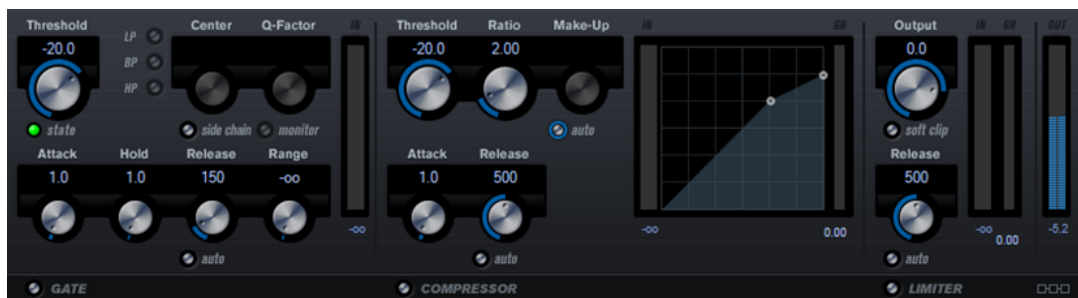 Threshold
-20.0
LP
BP
HP
Center
Q-Factor
IN
state
side chain
monitor
Attack
Hold
Release
Range
1.0
1.0
150
-∞
auto
-∞
GATE
Threshold
Ratio
Make-Up
-20.0
2.00
auto
Attack
Release
1.0
500
auto
IN
GR
-∞
0.00
COMPRESSOR
Output
0.0
soft clip
Release
500
auto
IN
GR
-∞
0.00
OUT
-5.2
LIMITER